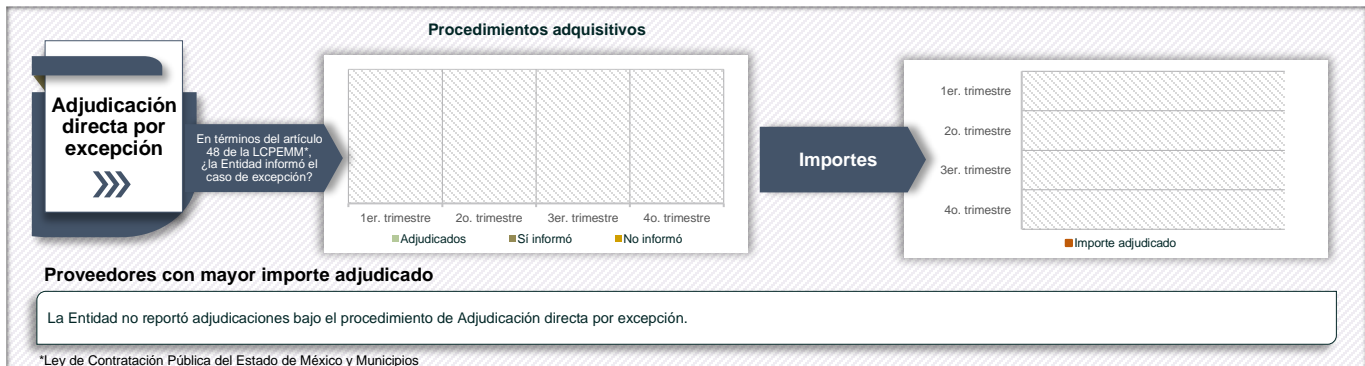 Procedimientos adquisitivos
Adjudicación
directa por
excepción
En términos del artículo
48 de la LCPEMM*,
¿la Entidad informó el
caso de excepción?
1er. trimestre 2o. trimestre 3er. trimestre 4o. trimestre
Adjudicados Sí informó No informó
Importes
1er. trimestre
2o. trimestre
3er. trimestre
4o. trimestre
Importe adjudicado
Proveedores con mayor importe adjudicado
La Entidad no reportó adjudicaciones bajo el procedimiento de Adjudicación directa por excepción.
*Ley de Contratación Pública del Estado de México y Municipios